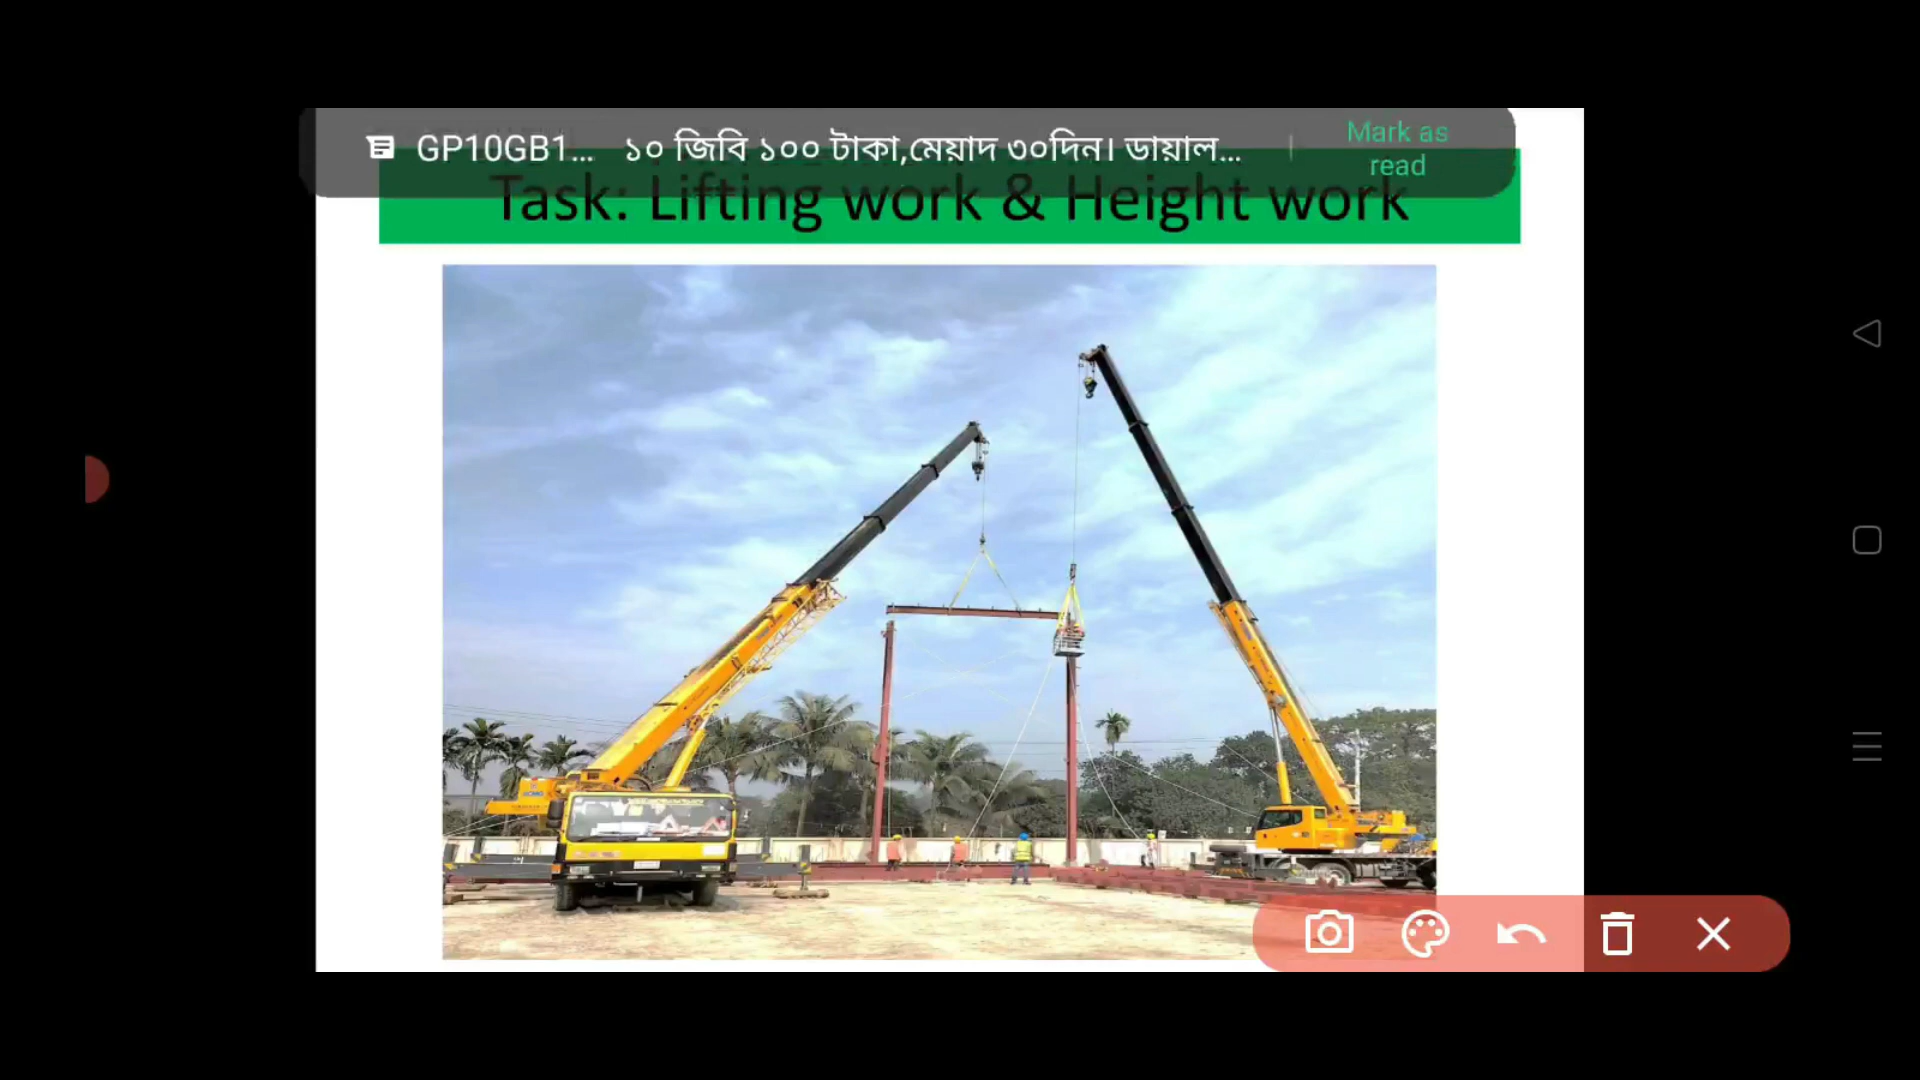 GP10GB1... ১০ জিবি ১০০ টাকা,মেয়াদ ৩০দিন। ডায়াল...
Mark as
read
Task: Lifting work & Height work